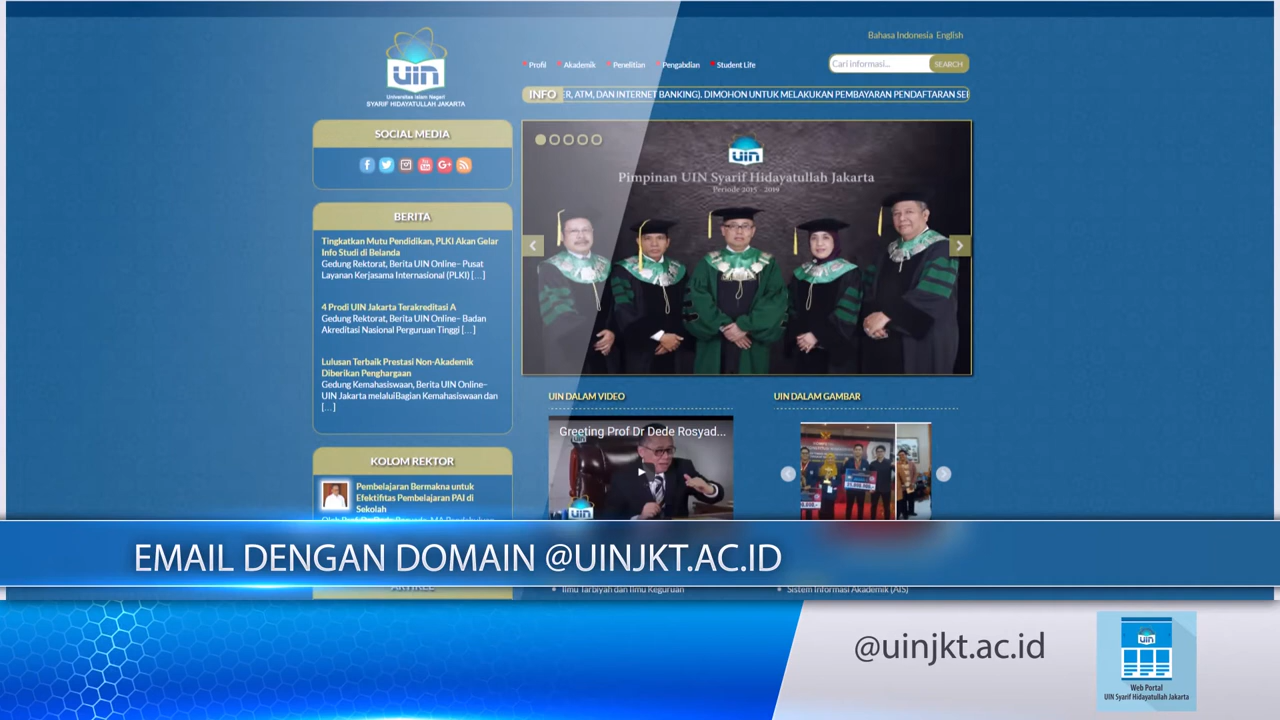 Bahasa Indonesia English
uin
Universitas Islam Negeri
SYARIF HIDAYATULLAH JAKARTA
Profil
Akademik
Penelitian
Pengabdian
Student Life
Cari informasi...
SEARCH
INFO
ER, ATM, DAN INTERNET BANKING). DIMOHON UNTUK MELAKUKAN PEMBAYARAN PENDAFTARAN SEI
SOCIAL MEDIA
BERITA
Tingkatkan Mutu Pendidikan, PLKI Akan Gelar
Info Studi di Belanda
Gedung Rektorat, Berita UIN Online– Pusat
Layanan Kerjasama Internasional (PLKI) [...]
4 Prodi UIN Jakarta Terakreditasi A
Gedung Rektorat, Berita UIN Online– Badan
Akreditasi Nasional Perguruan Tinggi [...]
Lulusan Terbaik Prestasi Non-Akademik
Diberikan Penghargaan
Gedung Kemahasiswaan, Berita UIN Online–
UIN Jakarta melaluiBagian Kemahasiswaan dan
[...]
KOLOM REKTOR
Pembelajaran Bermakna untuk
Efektifitas Pembelajaran PAI di
Sekolah
uin
Pimpinan UIN Syarif Hidayatullah Jakarta
Periode 2015 - 2019
UIN DALAM VIDEO
Greeting Prof Dr Dede Rosyad...
uin
UIN DALAM GAMBAR
EMAIL DENGAN DOMAIN @UINJKT.AC.ID
ARTIKEL
Ilmu Tarbiyah dan Ilmu Keguruan
Sistem Informasi Akademik (AIS)
@uinjkt.ac.id
uin
Web Portal
UIN Syarif Hidayatullah Jakarta